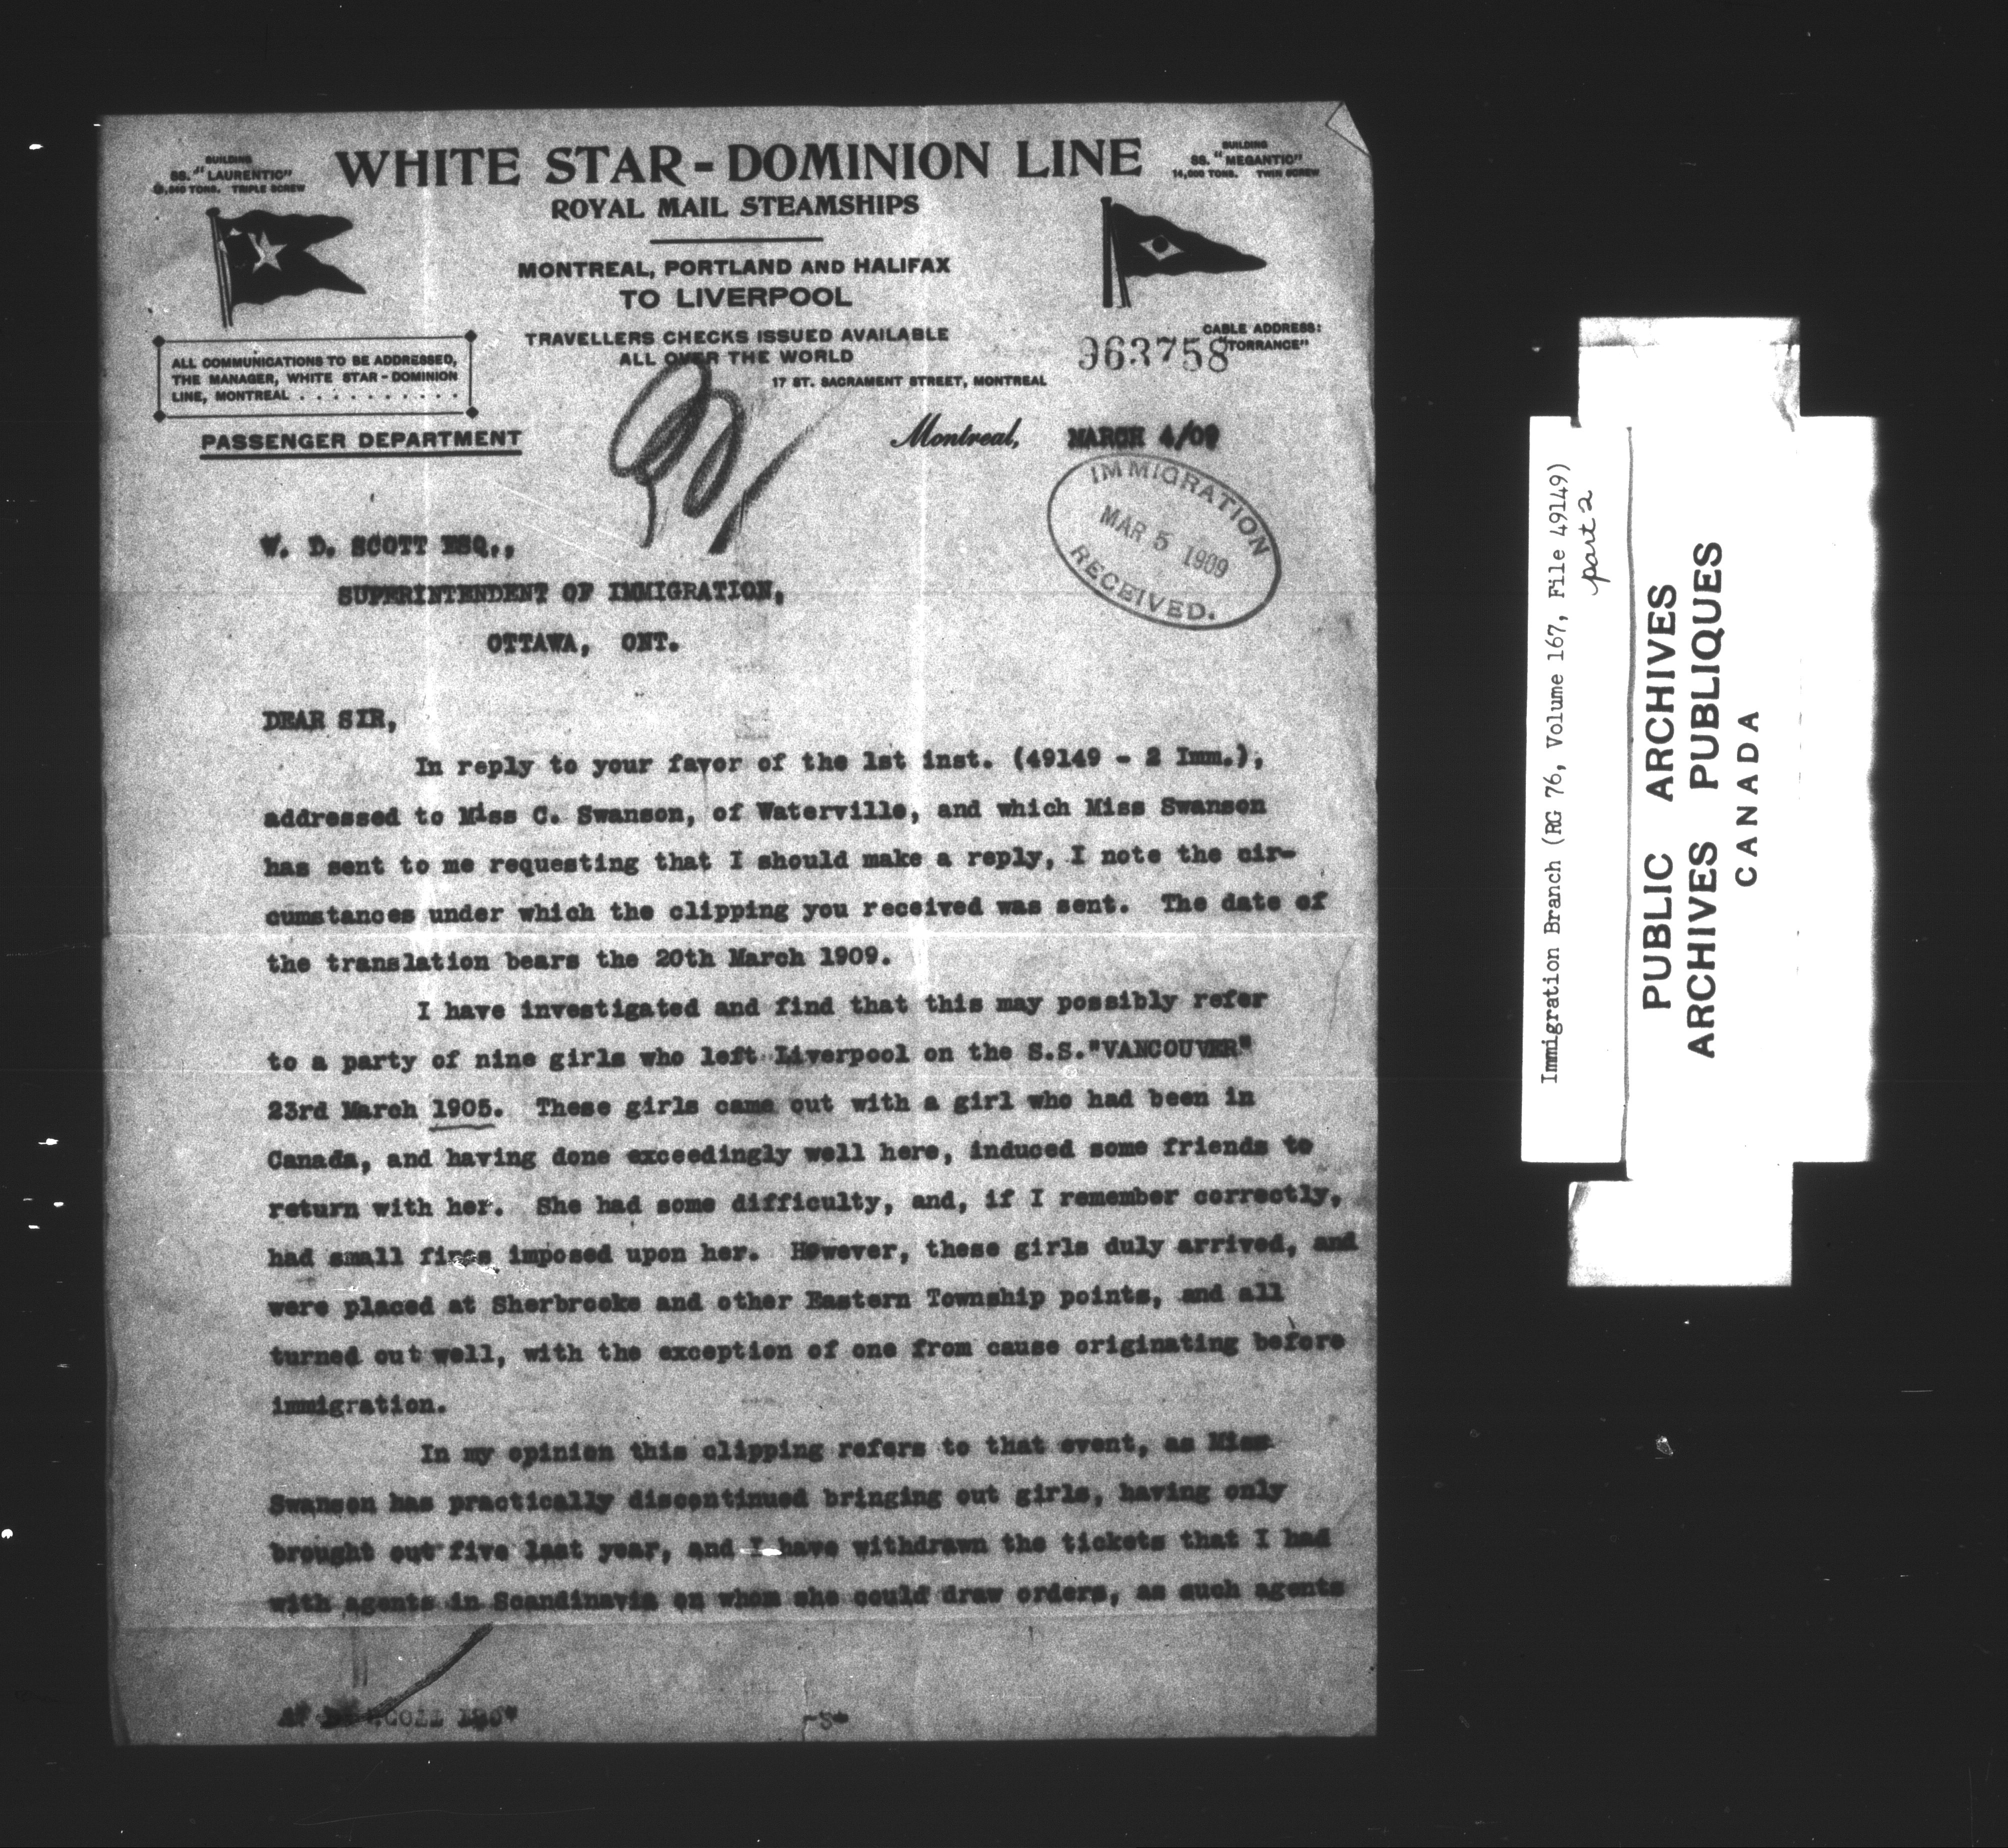 BUILDING
SS. "LAURENTIC"
TONS. TRIPLE SCREW
WHITE STAR-DOMINION LINE
BUILDING
SS. "MEGANTIC"
14,000 TONS. TWIN SCREW
ROYAL MAIL STEAMSHIPS
MONTREAL, PORTLAND AND HALIFAX
TO LIVERPOOL
TRAVELLERS CHECKS ISSUED AVAILABLE
ALL OVER THE WORLD
CABLE ADDRESS:
"TORRANCE"
963758
17 ST. SACRAMENT STREET, MONTREAL
ALL COMMUNICATIONS TO BE ADDRESSED,
THE MANAGER, WHITE STAR-DOMINION
LINE, MONTREAL . . . . . . . . . .
PASSENGER DEPARTMENT
Montreal, MARCH 4/09
IMMIGRATION
MAR 5 1909
RECEIVED.
W. D. SCOTT ESQ.,
SUPERINTENDENT OF IMMIGRATION,
OTTAWA, ONT.
DEAR SIR,
In reply to your favor of the 1st inst. (49149 - 2 Imm.),
addressed to Miss C. Swanson, of Waterville, and which Miss Swanson
has sent to me requesting that I should make a reply, I note the cir-
cumstances under which the clipping you received was sent. The date of
the translation bears the 20th March 1909.
I have investigated and find that this may possibly refer
to a party of nine girls who left Liverpool on the S.S."VANCOUVER"
23rd March 1905. These girls came out with a girl who had been in
Canada, and having done exceedingly well here, induced some friends to
return with her. She had some difficulty, and, if I remember correctly,
had small fines imposed upon her. However, these girls duly arrived, and
were placed at Sherbrooke and other Eastern Township points, and all
turned out well, with the exception of one from cause originating before
immigration.
In my opinion this clipping refers to that event, as Miss
Swanson has practically discontinued bringing out girls, having only
brought out five last year, and I have withdrawn the tickets that I had
with agents in Scandinavia on whom she could draw orders, as such agents
Immigration Branch (RG 76, Volume 167, File 49149)
part 2
PUBLIC ARCHIVES
ARCHIVES PUBLIQUES
CANADA